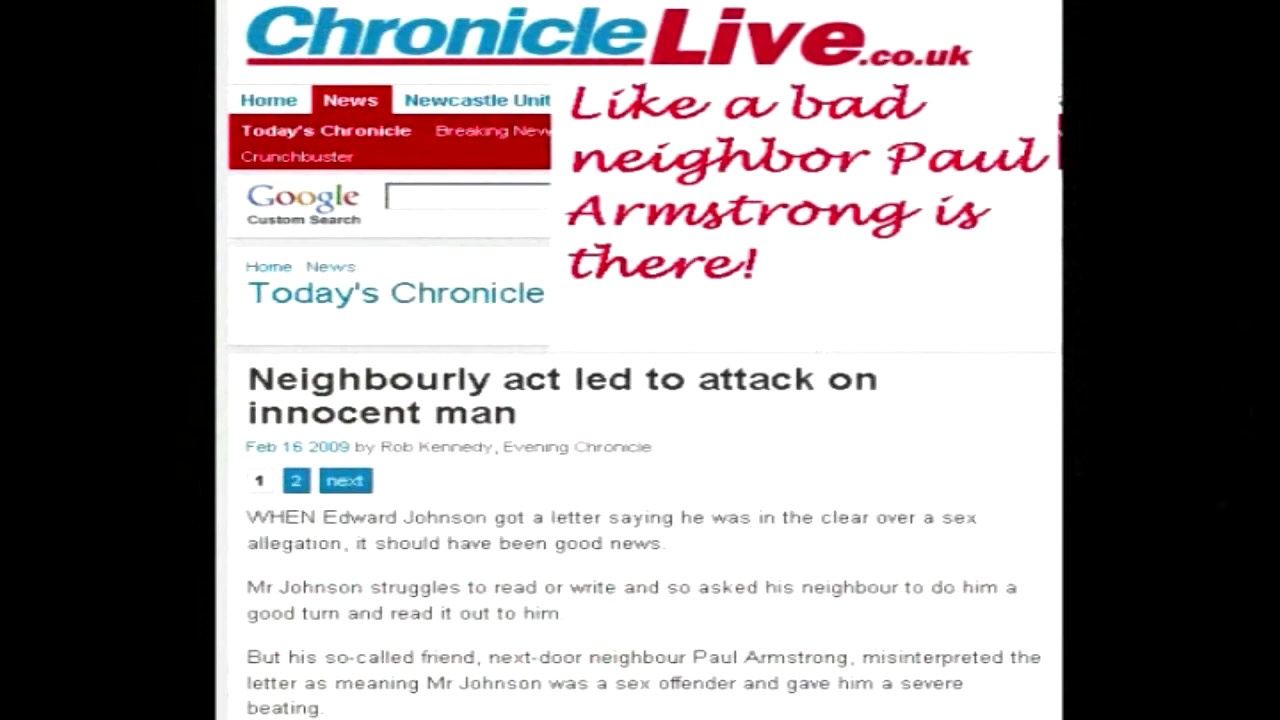 ChronicleLive.co.uk
Home News Newcastle Unit
Today's Chronicle Breaking New
Crunchbuster
Google
Custom Search
Like a bad
neighbor Paul
Armstrong is
there!
Home News
Today's Chronicle
Neighbourly act led to attack on
innocent man
Feb 16 2009 by Rob Kennedy, Evening Chronicle
1 2 next
WHEN Edward Johnson got a letter saying he was in the clear over a sex
allegation, it should have been good news.
Mr Johnson struggles to read or write and so asked his neighbour to do him a
good turn and read it out to him.
But his so-called friend, next-door neighbour Paul Armstrong, misinterpreted the
letter as meaning Mr Johnson was a sex offender and gave him a severe
beating.